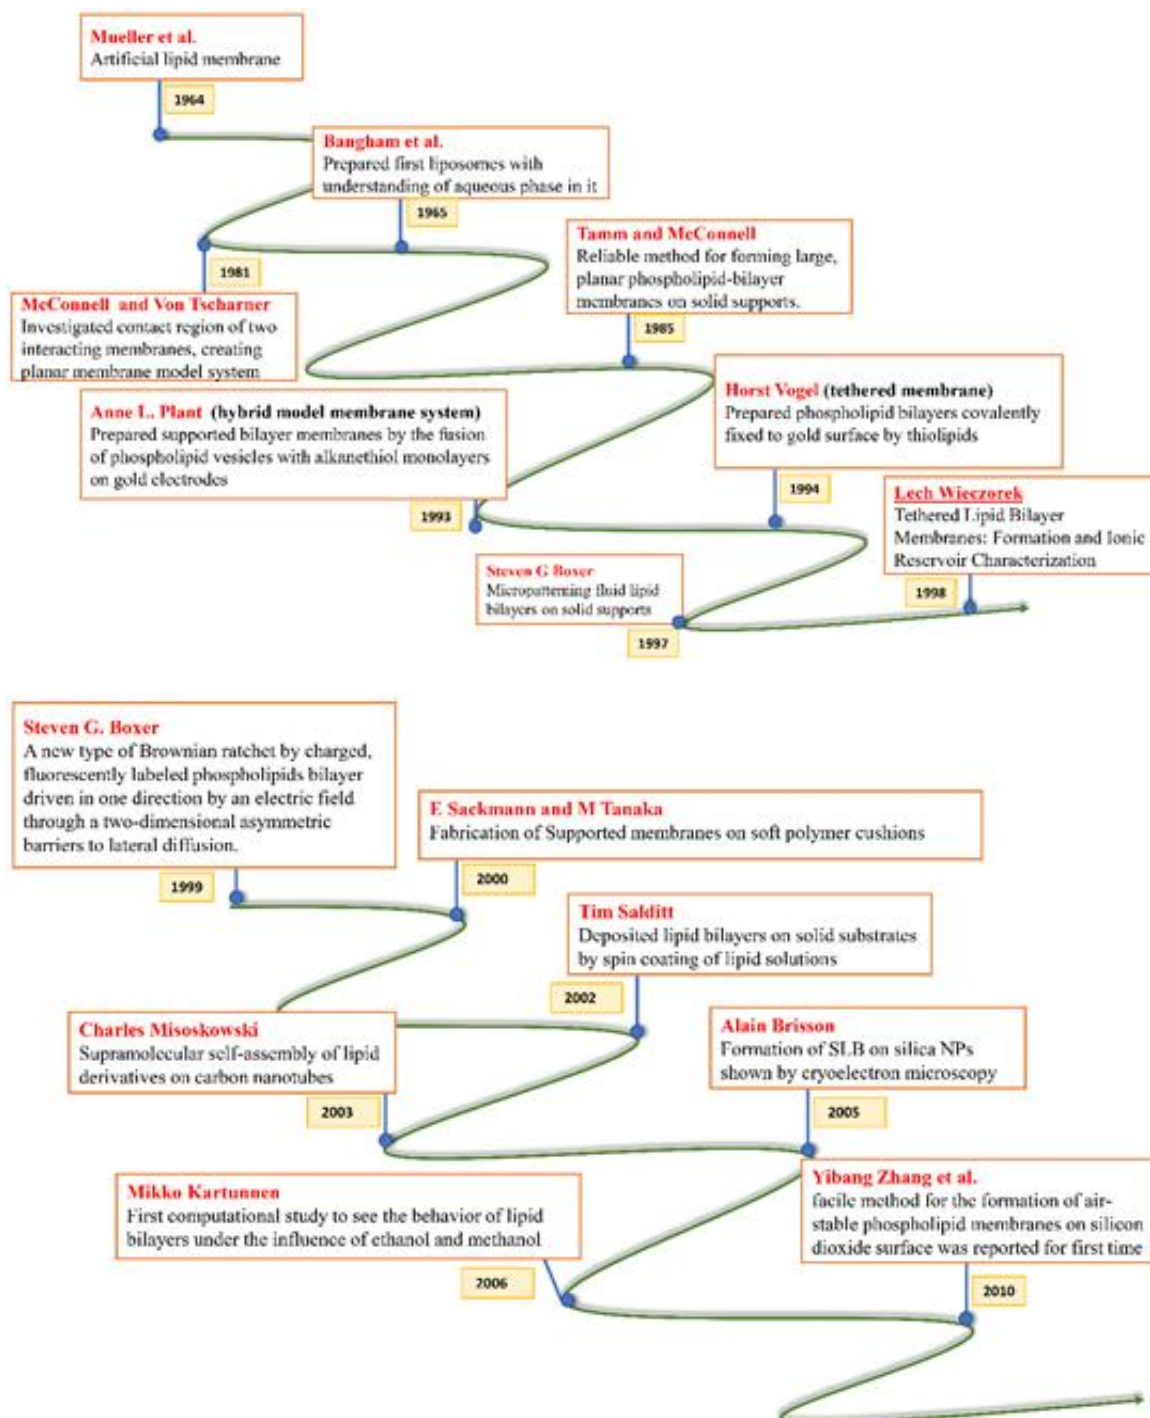 Mueller et al.
Artificial lipid membrane
1964
Bangham et al.
Prepared first liposomes with
understanding of aqueous phase in it
1965
1981
McConnell and Von Tscharner
Investigated contact region of two
interacting membranes, creating
planar membrane model system
Tamm and McConnell
Reliable method for forming large,
planar phospholipid-bilayer
membranes on solid supports.
1985
Anne L. Plant (hybrid model membrane system)
Prepared supported bilayer membranes by the fusion
of phospholipid vesicles with alkanethiol monolayers
on gold electrodes
1993
Horst Vogel (tethered membrane)
Prepared phospholipid bilayers covalently
fixed to gold surface by thiolipids
1994
Steven G Boxer
Micropatterning fluid lipid
bilayers on solid supports
1997
Lech Wieczorek
Tethered Lipid Bilayer
Membranes: Formation and Ionic
Reservoir Characterization
1998
Steven G. Boxer
A new type of Brownian ratchet by charged,
fluorescently labeled phospholipids bilayer
driven in one direction by an electric field
through a two-dimensional asymmetric
barriers to lateral diffusion.
1999
E Sackmann and M Tanaka
Fabrication of Supported membranes on soft polymer cushions
2000
Tim Salditt
Deposited lipid bilayers on solid substrates
by spin coating of lipid solutions
2002
Charles Misoskowski
Supramolecular self-assembly of lipid
derivatives on carbon nanotubes
2003
Alain Brisson
Formation of SLB on silica NPs
shown by cryoelectron microscopy
2005
Mikko Kartunnen
First computational study to see the behavior of lipid
bilayers under the influence of ethanol and methanol
2006
Yibang Zhang et al.
facile method for the formation of air-
stable phospholipid membranes on silicon
dioxide surface was reported for first time
2010